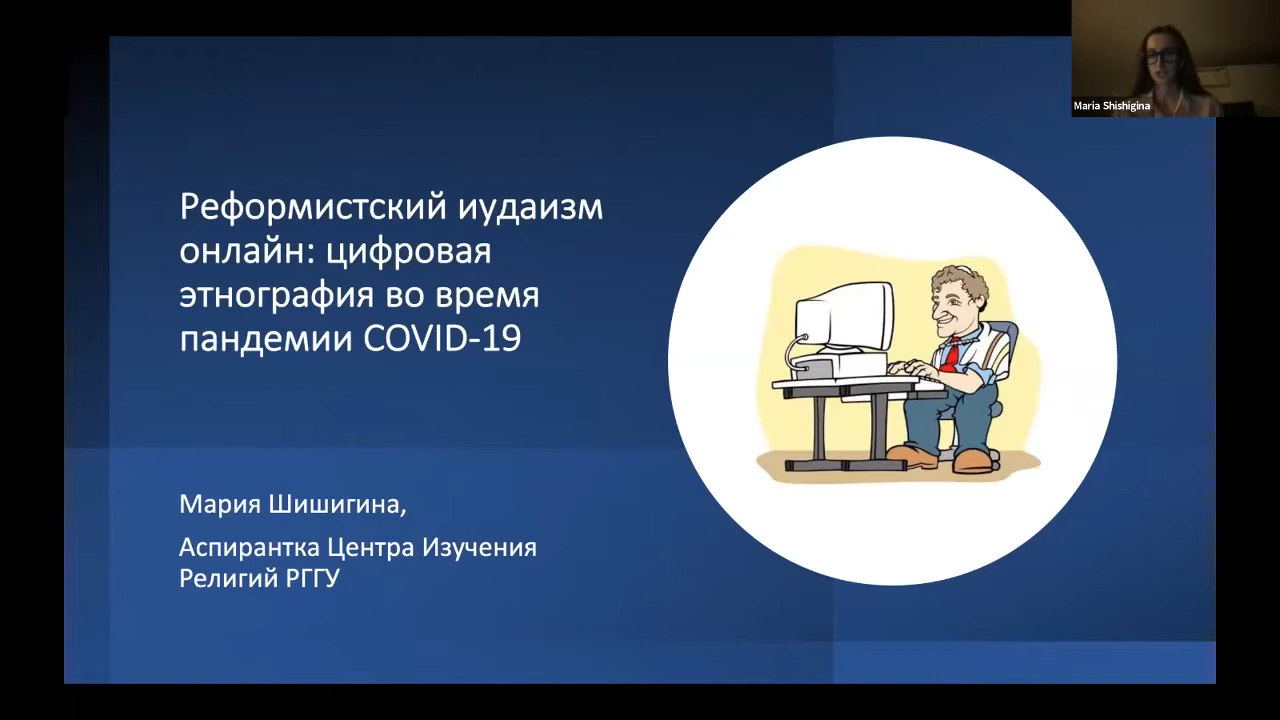 Maria Shishigina
Реформистский иудаизм
онлайн: цифровая
этнография во время
пандемии COVID-19
Мария Шишигина,
Аспирантка Центра Изучения
Религий РГГУ